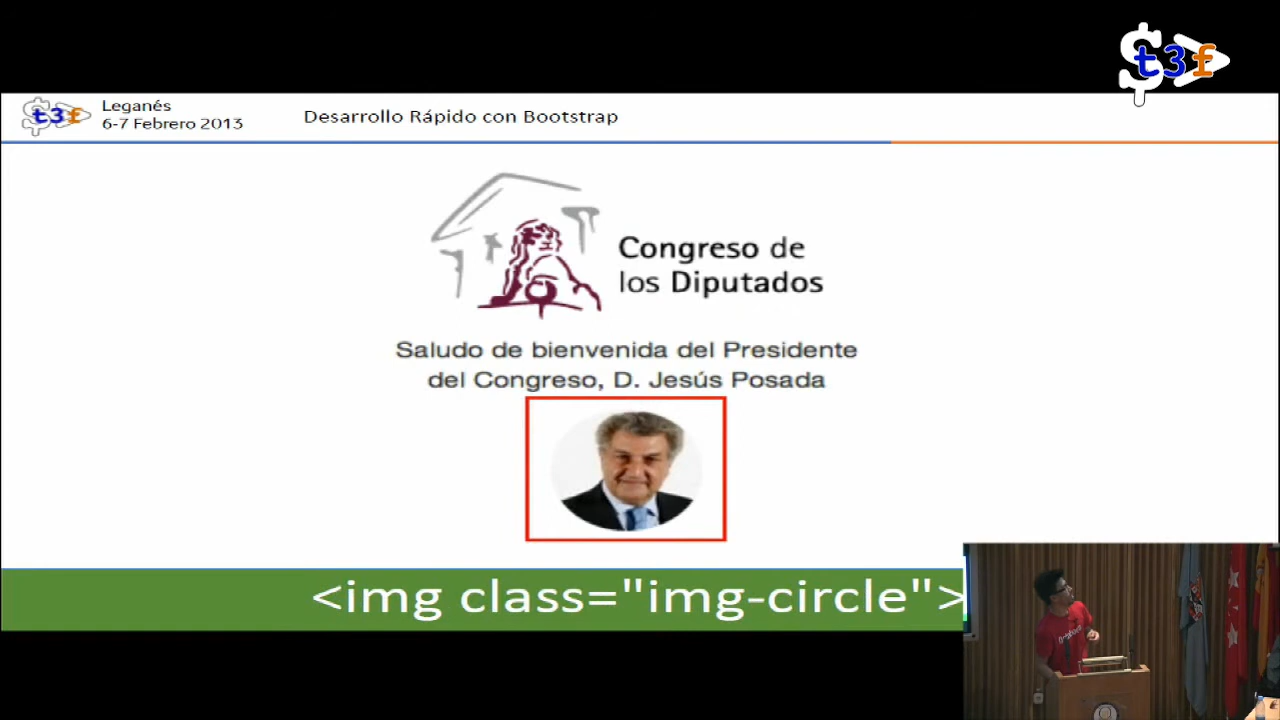 t3f
t3f
Leganés
6-7 Febrero 2013
Desarrollo Rápido con Bootstrap
Congreso de
los Diputados
Saludo de bienvenida del Presidente
del Congreso, D. Jesús Posada
<img class="img-circle">